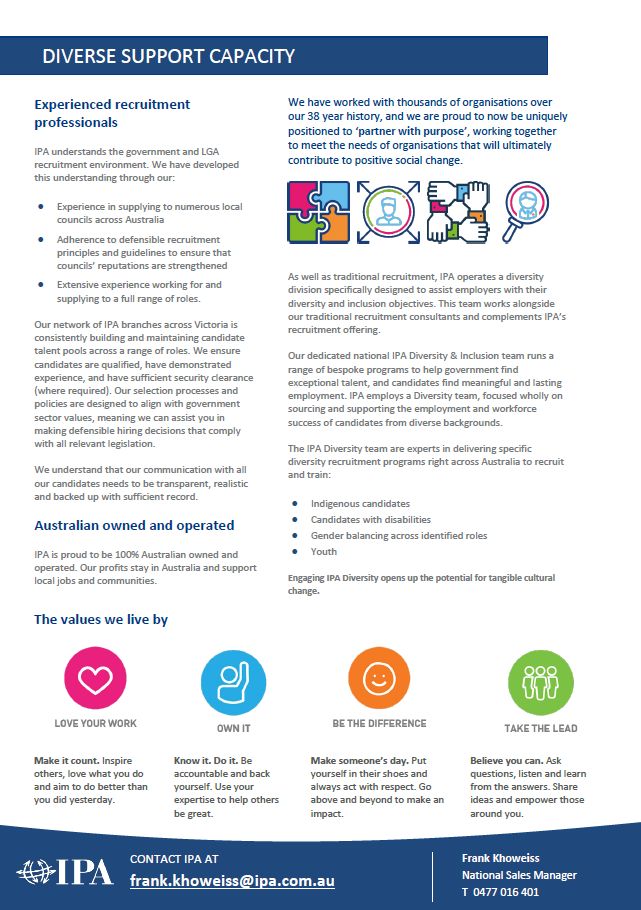 DIVERSE SUPPORT CAPACITY
Experienced recruitment
professionals
IPA understands the government and LGA
recruitment environment. We have developed
this understanding through our:
● Experience in supplying to numerous local
councils across Australia
● Adherence to defensible recruitment
principles and guidelines to ensure that
councils' reputations are strengthened
● Extensive experience working for and
supplying to a full range of roles.
Our network of IPA branches across Victoria is
consistently building and maintaining candidate
talent pools across a range of roles. We ensure
candidates are qualified, have demonstrated
experience, and have sufficient security clearance
(where required). Our selection processes and
policies are designed to align with government
sector values, meaning we can assist you in
making defensible hiring decisions that comply
with all relevant legislation.
We understand that our communication with all
our candidates needs to be transparent, realistic
and backed up with sufficient record.
Australian owned and operated
IPA is proud to be 100% Australian owned and
operated. Our profits stay in Australia and support
local jobs and communities.
We have worked with thousands of organisations over
our 38 year history, and we are proud to now be uniquely
positioned to 'partner with purpose', working together
to meet the needs of organisations that will ultimately
contribute to positive social change.
As well as traditional recruitment, IPA operates a diversity
division specifically designed to assist employers with their
diversity and inclusion objectives. This team works alongside
our traditional recruitment consultants and complements IPA's
recruitment offering.
Our dedicated national IPA Diversity & Inclusion team runs a
range of bespoke programs to help government find
exceptional talent, and candidates find meaningful and lasting
employment. IPA employs a Diversity team, focused wholly on
sourcing and supporting the employment and workforce
success of candidates from diverse backgrounds.
The IPA Diversity team are experts in delivering specific
diversity recruitment programs right across Australia to recruit
and train:
● Indigenous candidates
● Candidates with disabilities
● Gender balancing across identified roles
● Youth
Engaging IPA Diversity opens up the potential for tangible cultural
change.
The values we live by
LOVE YOUR WORK
Make it count. Inspire
others, love what you do
and aim to do better than
you did yesterday.
OWN IT
Know it. Do it. Be
accountable and back
yourself. Use your
expertise to help others
be great.
BE THE DIFFERENCE
Make someone's day. Put
yourself in their shoes and
always act with respect. Go
above and beyond to make an
impact.
TAKE THE LEAD
Believe you can. Ask
questions, listen and learn
from the answers. Share
ideas and empower those
around you.
IPA
CONTACT IPA AT
frank.khoweiss@ipa.com.au
Frank Khoweiss
National Sales Manager
T 0477 016 401